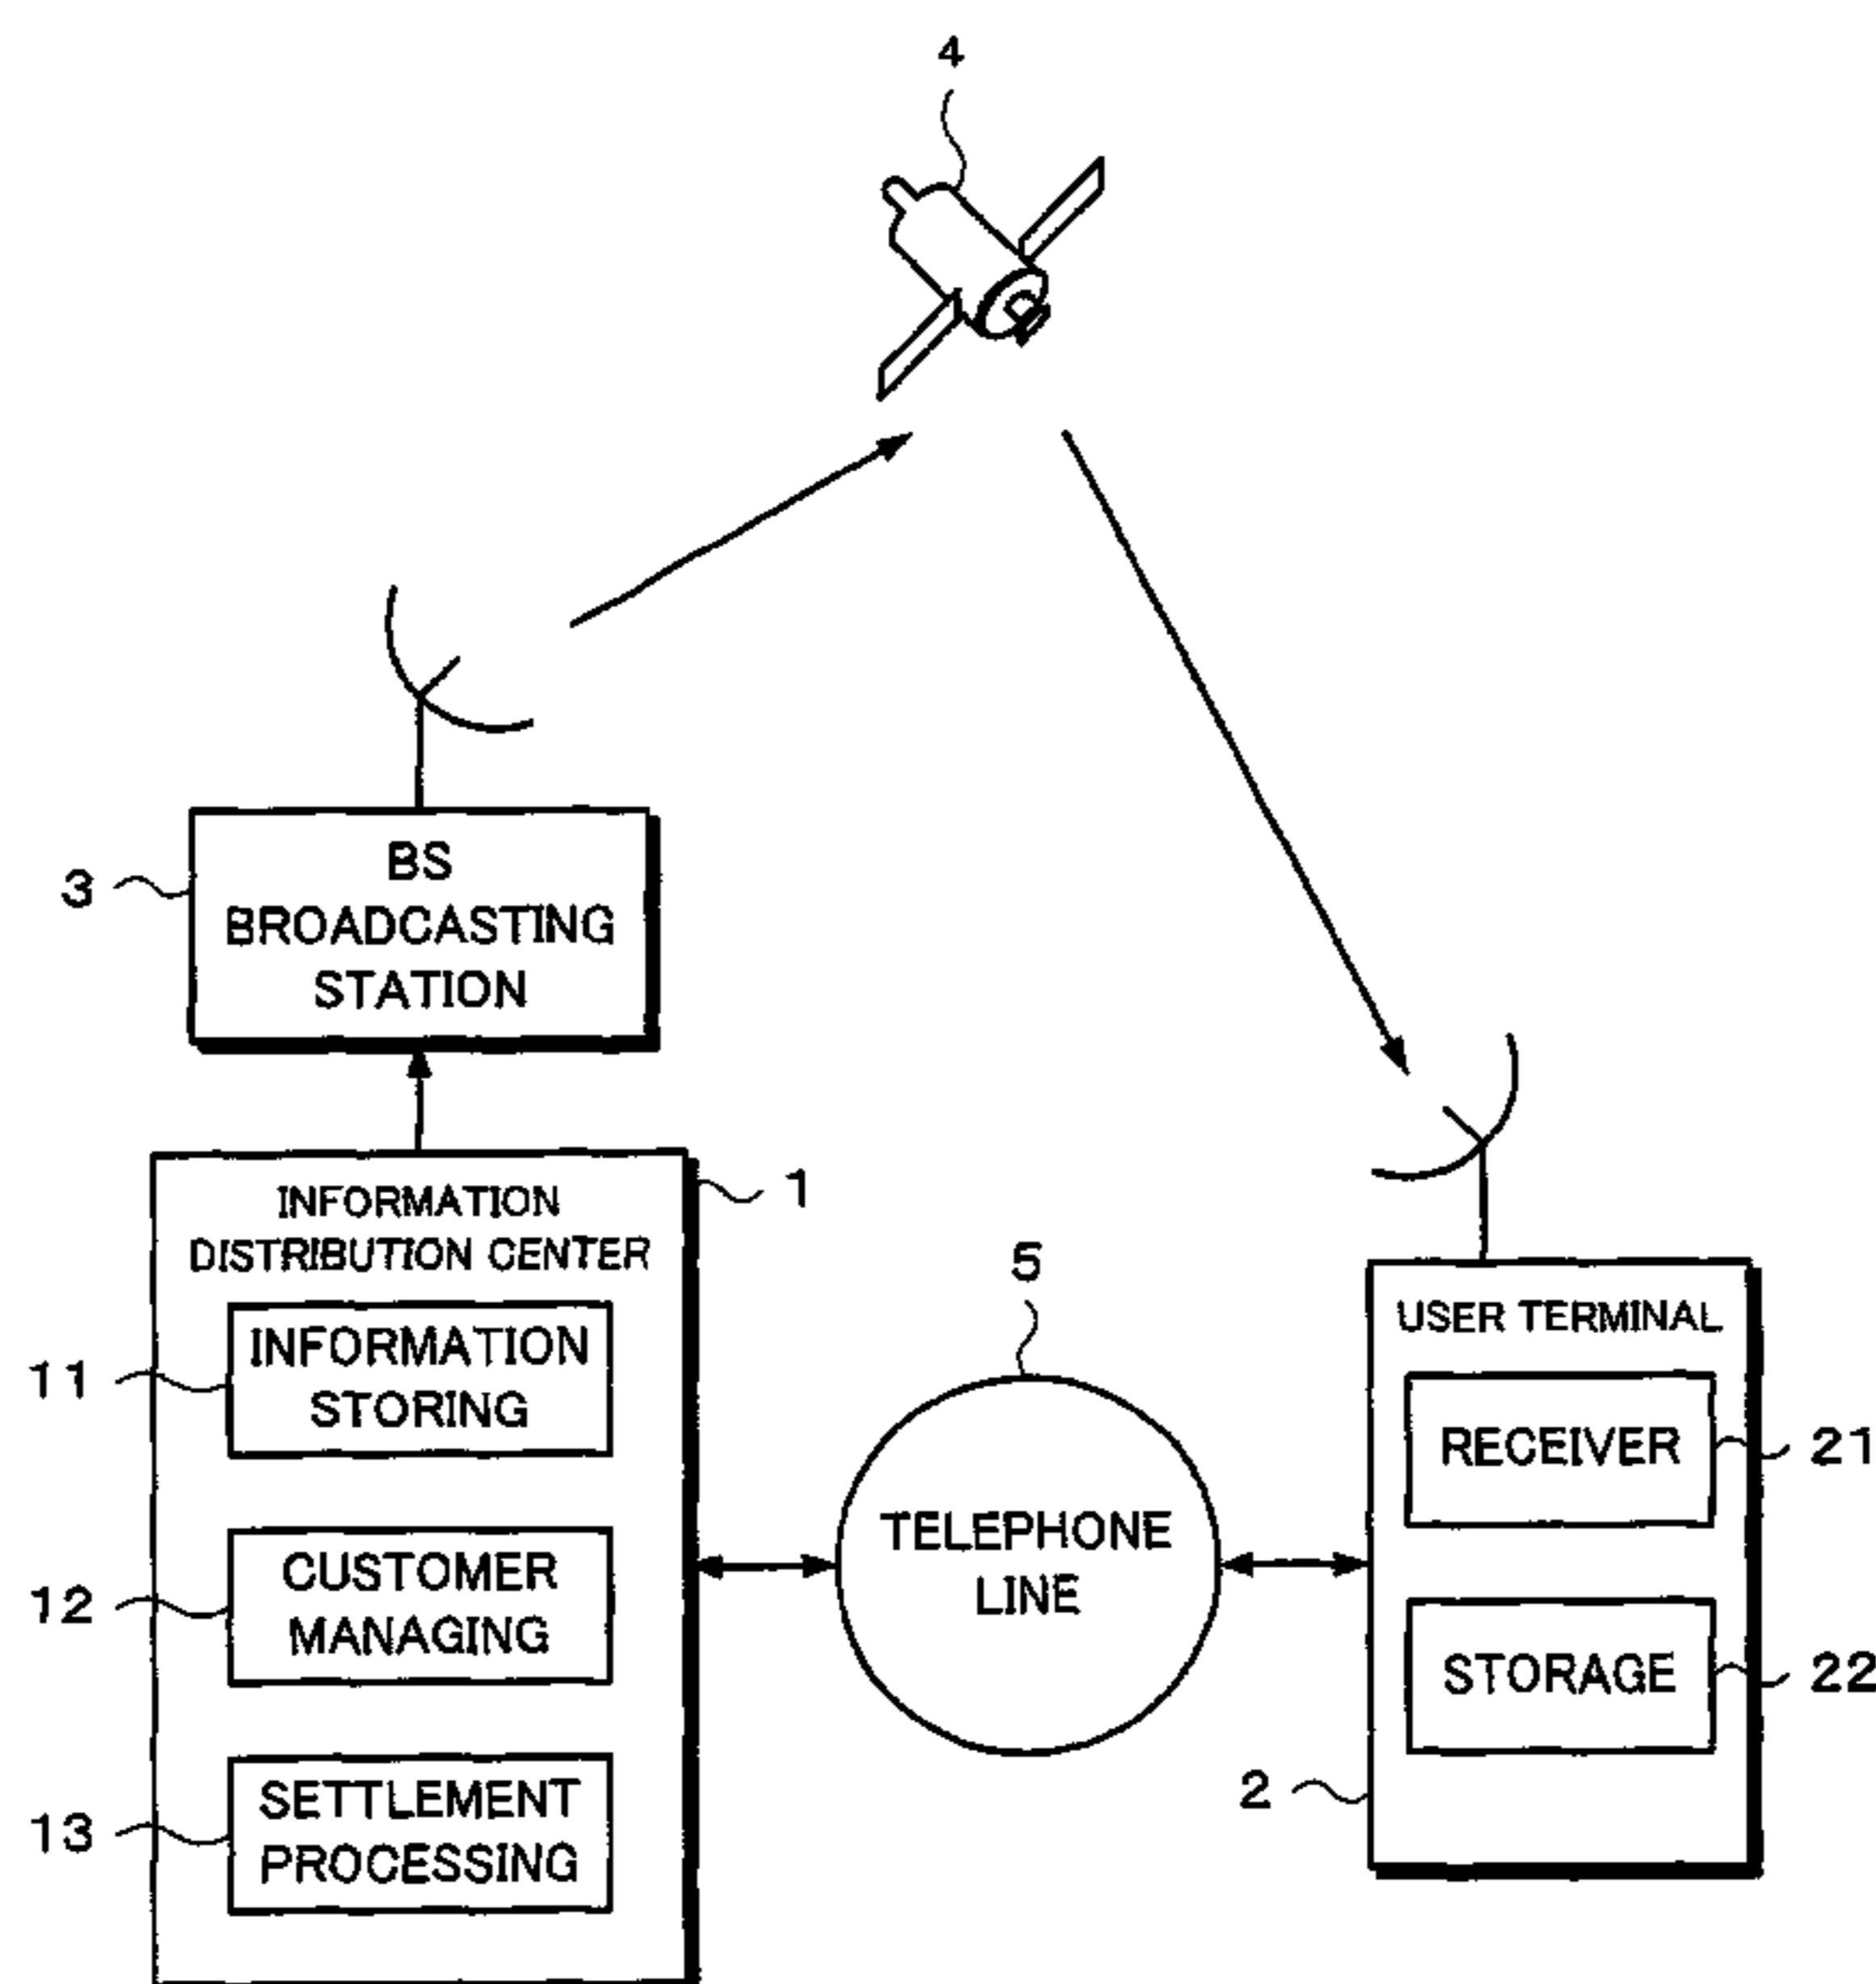 4
3
BS
BROADCASTING
STATION
1
INFORMATION
DISTRIBUTION CENTER
11
INFORMATION
STORING
12
CUSTOMER
MANAGING
13
SETTLEMENT
PROCESSING
5
TELEPHONE
LINE
USER TERMINAL
RECEIVER
21
STORAGE
22
2